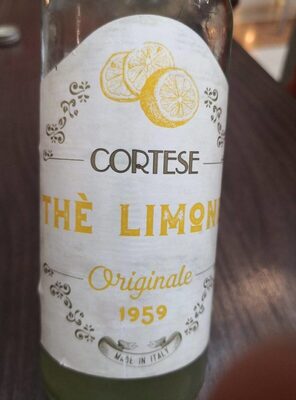 CORTESE
THÈ LIMON
Originale
1959
MADE IN ITALY